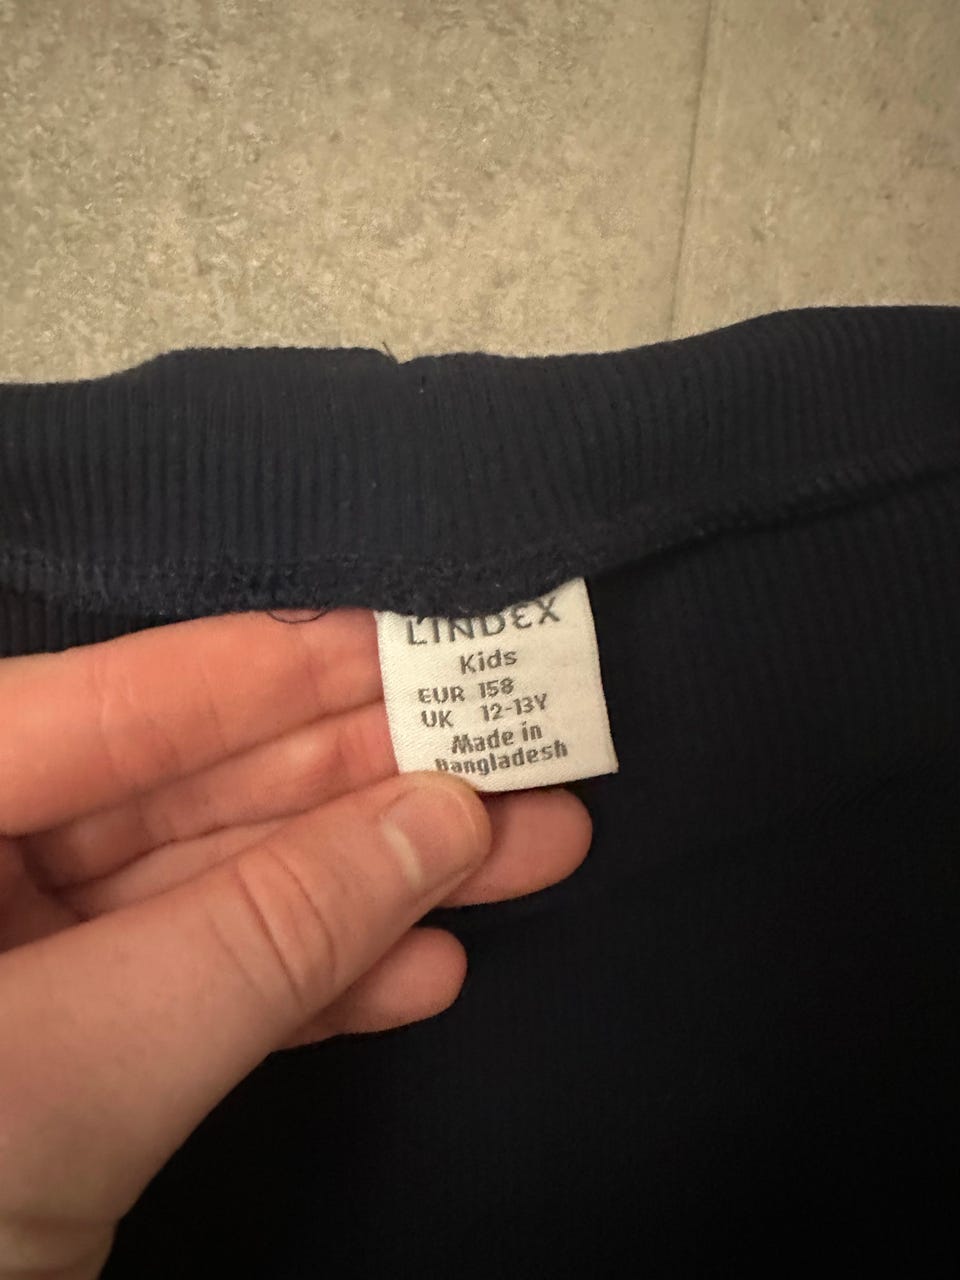 LINDEX
Kids
EUR 158
UK 12-13Y
Made in
Bangladesh